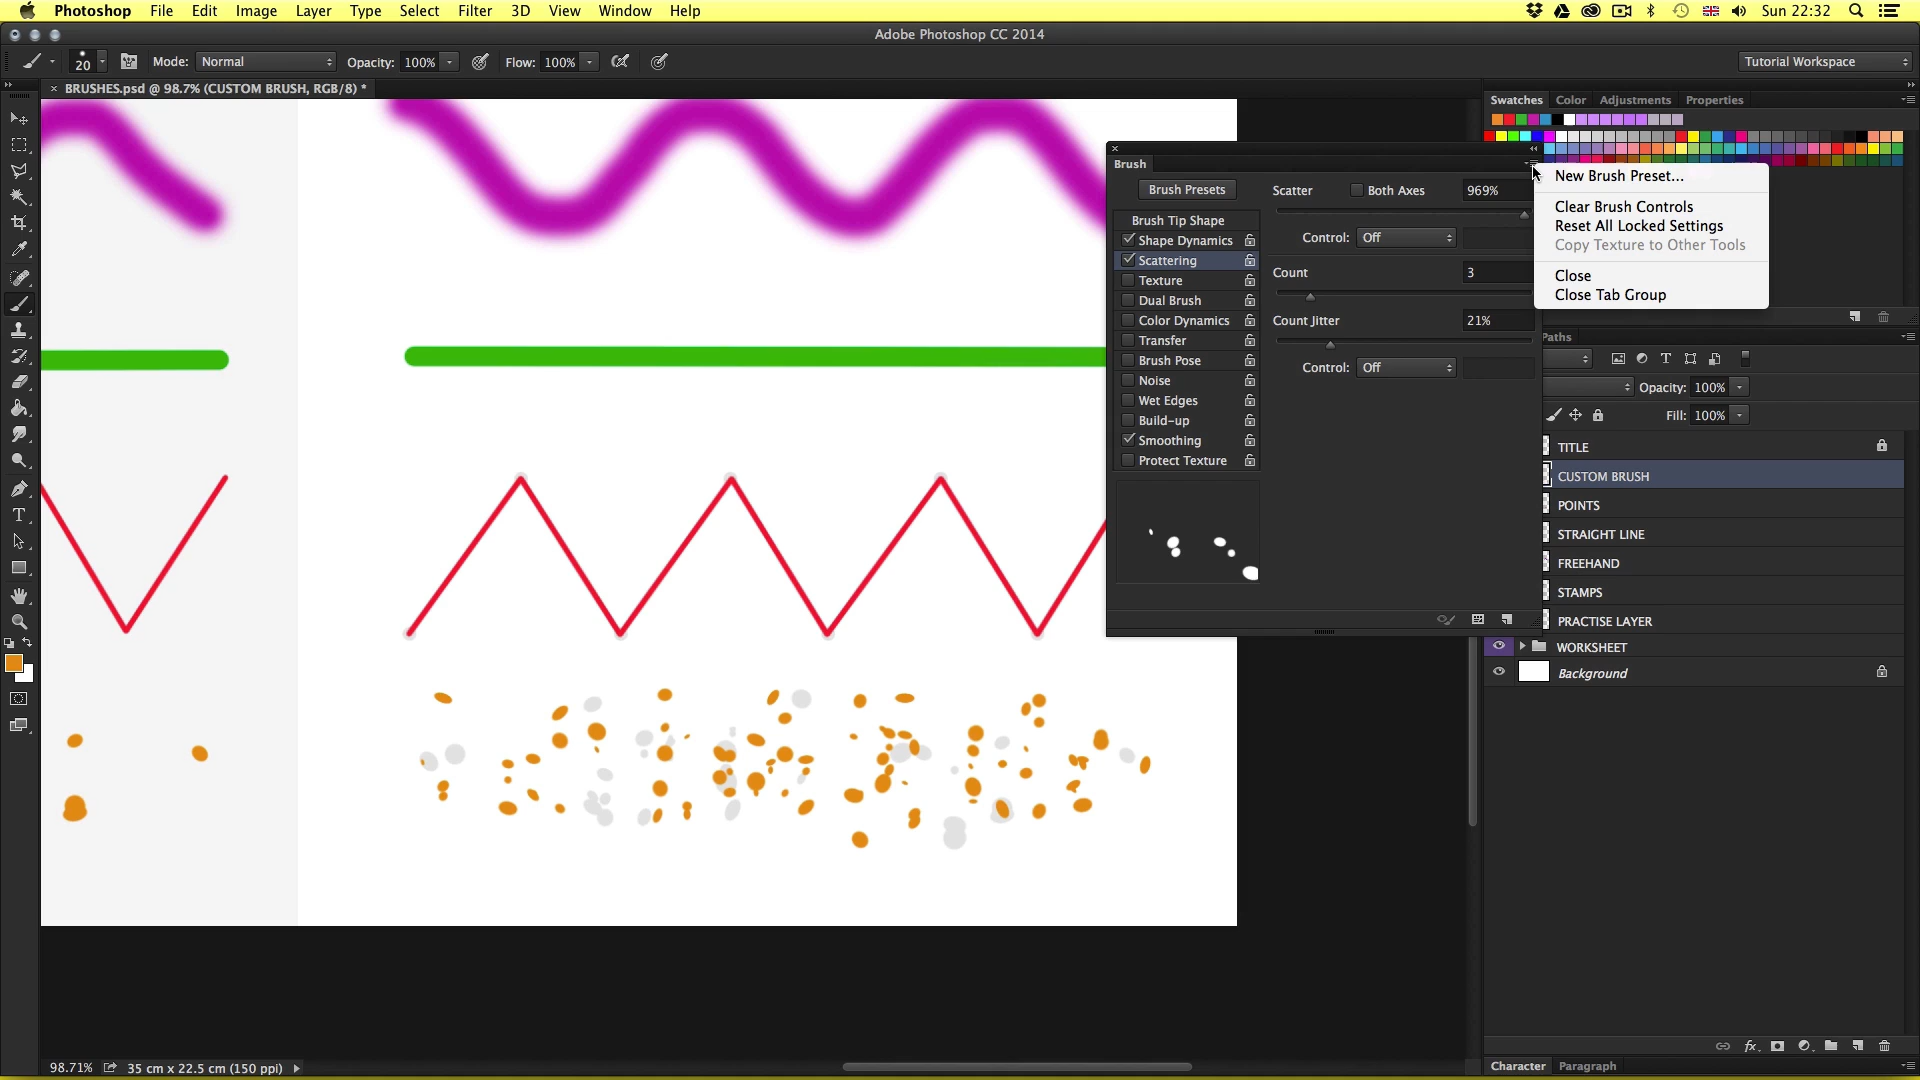 Photoshop File Edit Image Layer Type Select Filter 3D View Window Help Sun 22:32
Adobe Photoshop CC 2014
20 Mode: Normal Opacity: 100% Flow: 100% Tutorial Workspace
× BRUSHES.psd @ 98.7% (CUSTOM BRUSH, RGB/8) *
Swatches Color Adjustments Properties
Brush
Brush Presets
Brush Tip Shape
Shape Dynamics
Scattering
Texture
Dual Brush
Color Dynamics
Transfer
Brush Pose
Noise
Wet Edges
Build-up
Smoothing
Protect Texture
Scatter Both Axes 969%
Control: Off
Count 3
Count Jitter 21%
Control: Off
New Brush Preset...
Clear Brush Controls
Reset All Locked Settings
Copy Texture to Other Tools
Close
Close Tab Group
Paths
Opacity: 100%
Fill: 100%
TITLE
CUSTOM BRUSH
POINTS
STRAIGHT LINE
FREEHAND
STAMPS
PRACTISE LAYER
WORKSHEET
Background
98.71% 35 cm x 22.5 cm (150 ppi)
Character Paragraph